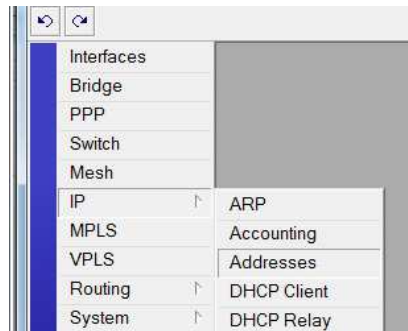 Interfaces
Bridge
PPP
Switch
Mesh
IP
MPLS
VPLS
Routing
System
ARP
Accounting
Addresses
DHCP Client
DHCP Relay